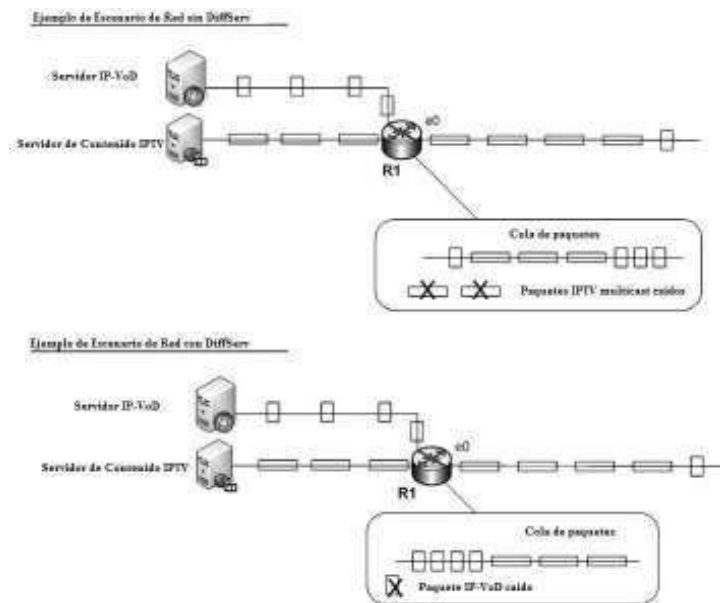 Ejemplo de Escenario de Red sin DiffServ
Servidor IP-VoD
e0
Servidor de Contenido IPTV
R1
Cola de paquetes
Paquetes IPTV multicast caidos
Ejemplo de Escenario de Red con DiffServ
Servidor IP-VoD
e0
Servidor de Contenido IPTV
R1
Cola de paquetes
Paquete IP-VoD caido